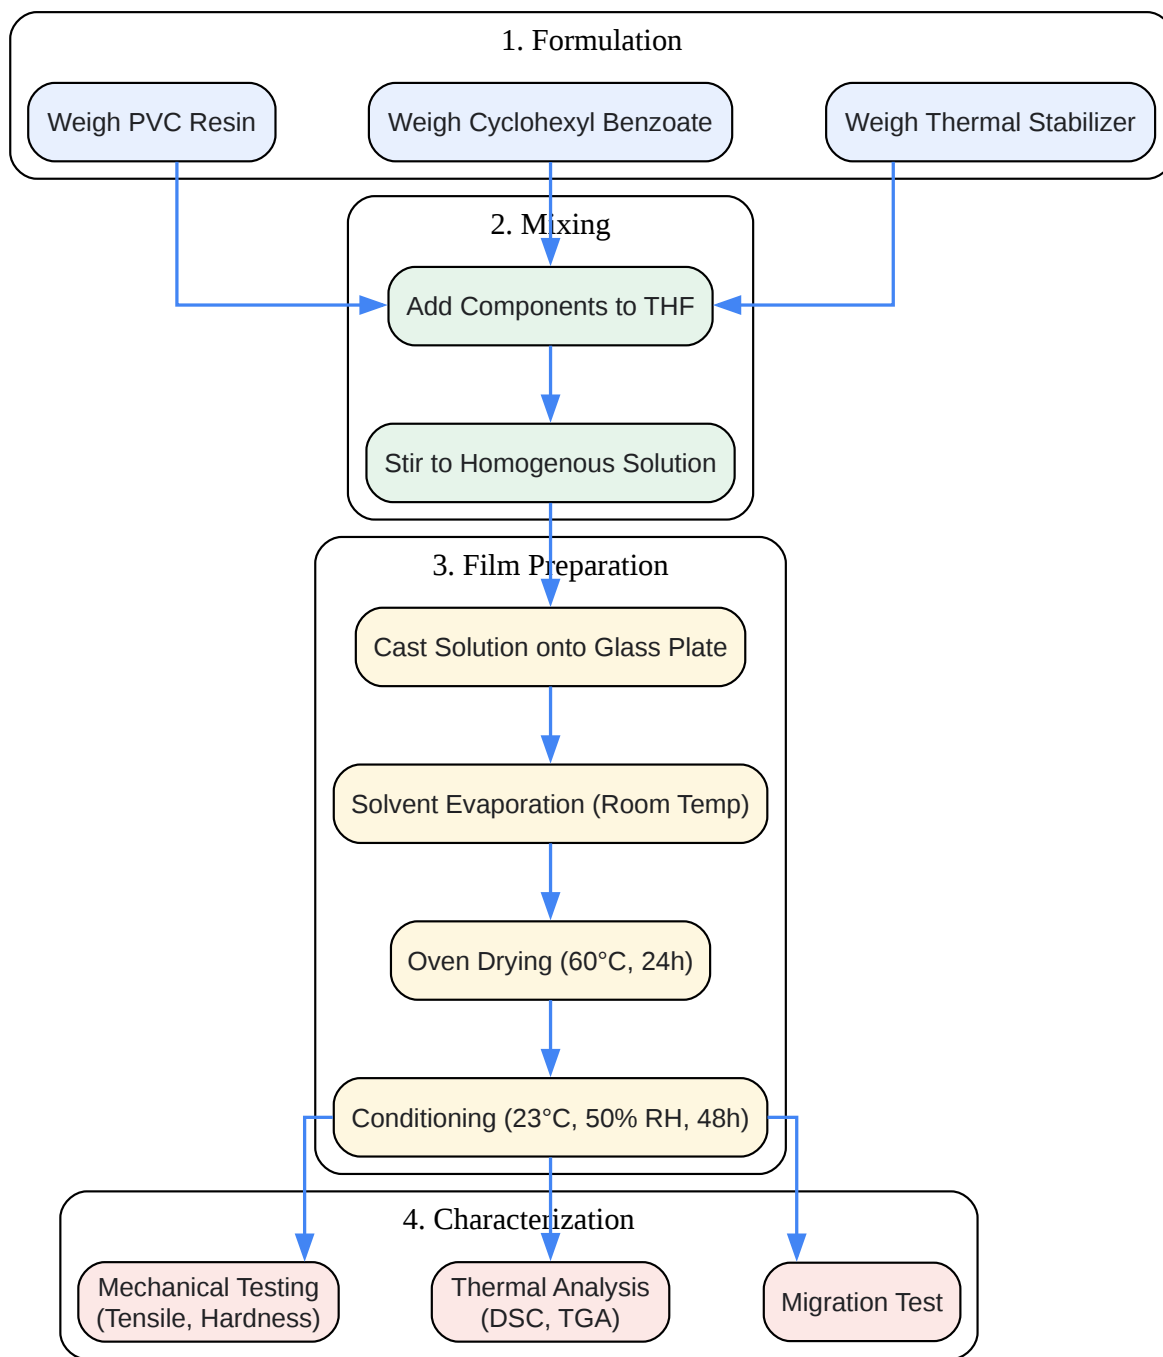 1. Formulation
Weigh PVC Resin
Weigh Cyclohexyl Benzoate
Weigh Thermal Stabilizer
2. Mixing
Add Components to THF
Stir to Homogenous Solution
3. Film Preparation
Cast Solution onto Glass Plate
Solvent Evaporation (Room Temp)
Oven Drying (60°C, 24h)
Conditioning (23°C, 50% RH, 48h)
4. Characterization
Mechanical Testing
(Tensile, Hardness)
Thermal Analysis
(DSC, TGA)
Migration Test